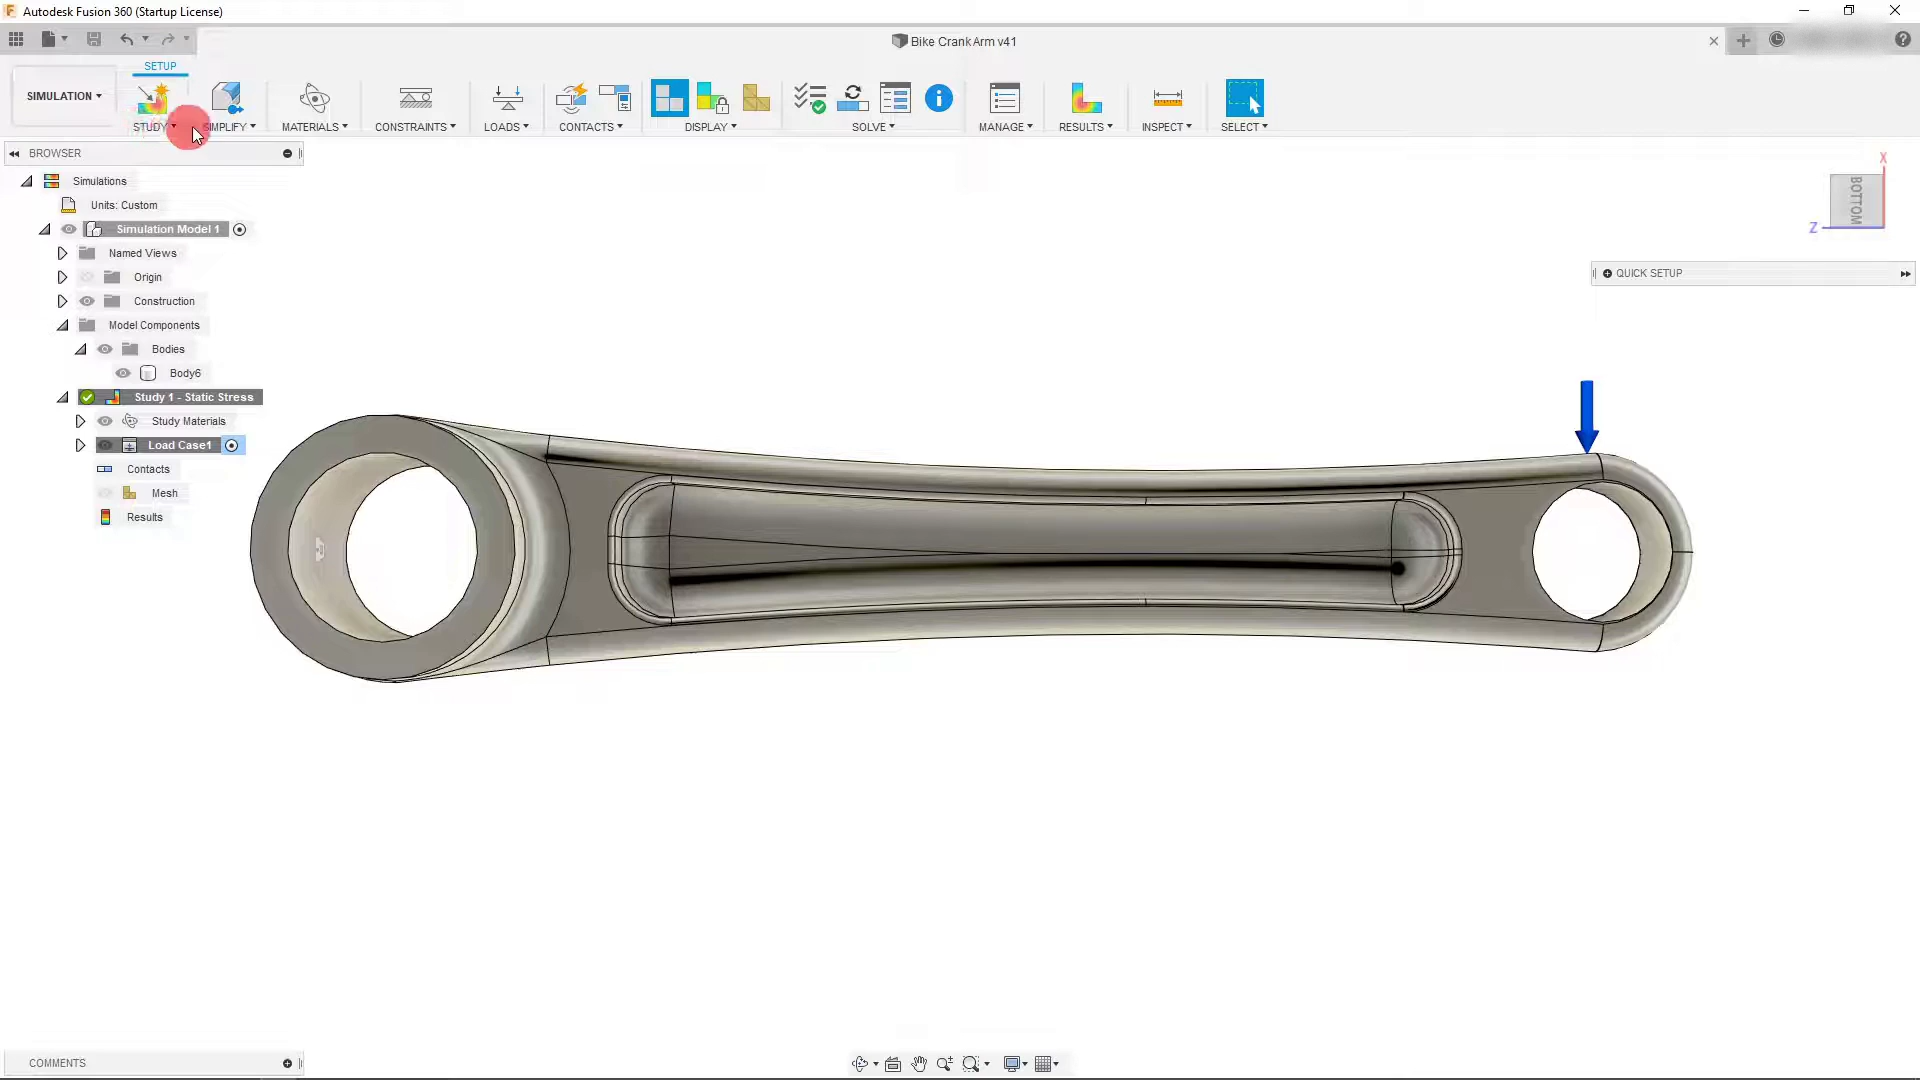 Autodesk Fusion 360 (Startup License)
Bike Crank Arm v41
SETUP
SIMULATION
STUDY
SIMPLIFY
MATERIALS
CONSTRAINTS
LOADS
CONTACTS
DISPLAY
SOLVE
MANAGE
RESULTS
INSPECT
SELECT
BROWSER
Simulations
Units: Custom
Simulation Model 1
Named Views
Origin
Construction
Model Components
Bodies
Body6
Study 1 - Static Stress
Study Materials
Load Case1
Contacts
Mesh
Results
X
BOTTOM
Z
QUICK SETUP
COMMENTS